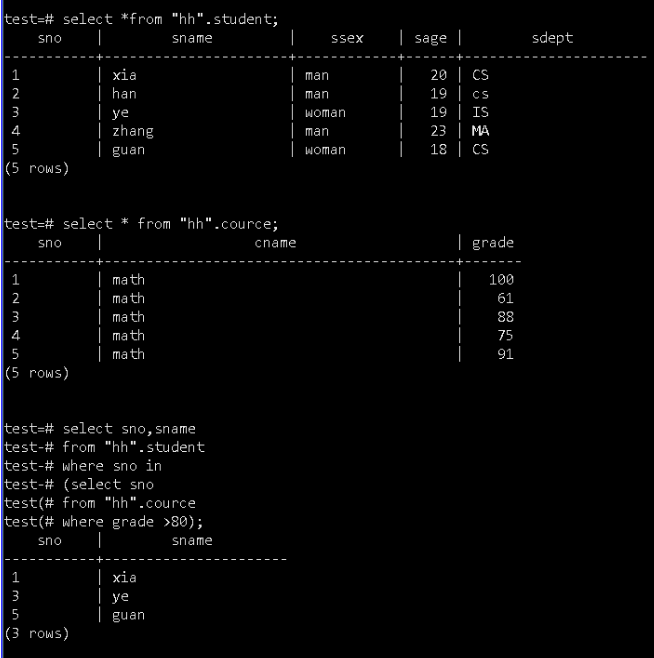 test=# select *from "hh".student;
sno | sname | ssex | sage | sdept
-----------+----------------------+-------------+------+----------------------
1 | xia | man | 20 | CS
2 | han | man | 19 | cs
3 | ye | woman | 19 | IS
4 | zhang | man | 23 | MA
5 | guan | woman | 18 | CS
(5 rows)
test=# select * from "hh".cource;
sno | cname | grade
-----------+------------------------------------------+-------
1 | math | 100
2 | math | 61
3 | math | 88
4 | math | 75
5 | math | 91
(5 rows)
test=# select sno,sname
test-# from "hh".student
test-# where sno in
test-# (select sno
test(# from "hh".cource
test(# where grade >80);
sno | sname
-----------+----------------------
1 | xia
3 | ye
5 | guan
(3 rows)